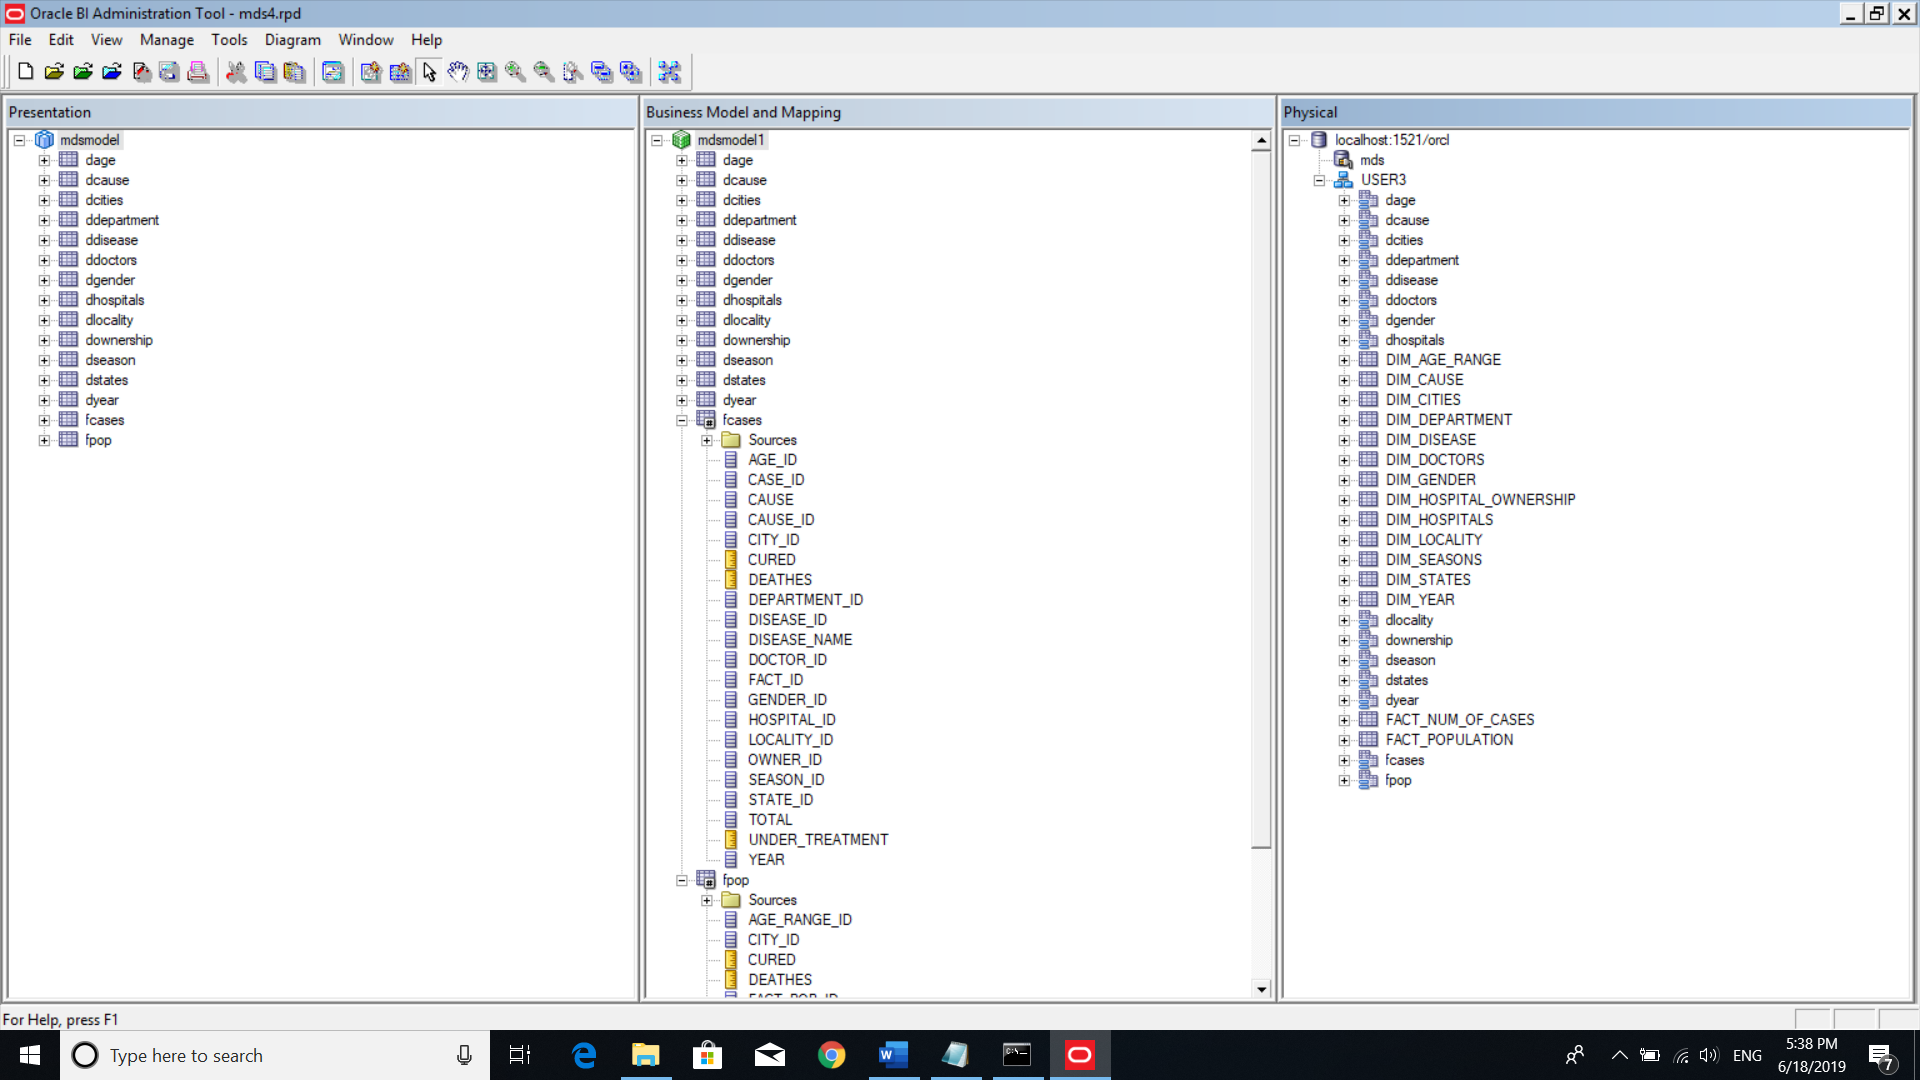 Oracle BI Administration Tool - mds4.rpd
File Edit View Manage Tools Diagram Window Help
Presentation
mdsmodel
dage
dcause
dcities
ddepartment
ddisease
ddoctors
dgender
dhospitals
dlocality
downership
dseason
dstates
dyear
fcases
fpop
Business Model and Mapping
mdsmodel1
dage
dcause
dcities
ddepartment
ddisease
ddoctors
dgender
dhospitals
dlocality
downership
dseason
dstates
dyear
fcases
Sources
AGE_ID
CASE_ID
CAUSE
CAUSE_ID
CITY_ID
CURED
DEATHES
DEPARTMENT_ID
DISEASE_ID
DISEASE_NAME
DOCTOR_ID
FACT_ID
GENDER_ID
HOSPITAL_ID
LOCALITY_ID
OWNER_ID
SEASON_ID
STATE_ID
TOTAL
UNDER_TREATMENT
YEAR
fpop
Sources
AGE_RANGE_ID
CITY_ID
CURED
DEATHES
Physical
localhost:1521/orcl
mds
USER3
dage
dcause
dcities
ddepartment
ddisease
ddoctors
dgender
dhospitals
DIM_AGE_RANGE
DIM_CAUSE
DIM_CITIES
DIM_DEPARTMENT
DIM_DISEASE
DIM_DOCTORS
DIM_GENDER
DIM_HOSPITAL_OWNERSHIP
DIM_HOSPITALS
DIM_LOCALITY
DIM_SEASONS
DIM_STATES
DIM_YEAR
dlocality
downership
dseason
dstates
dyear
FACT_NUM_OF_CASES
FACT_POPULATION
fcases
fpop
For Help, press F1
Type here to search
ENG
5:38 PM
6/18/2019
7